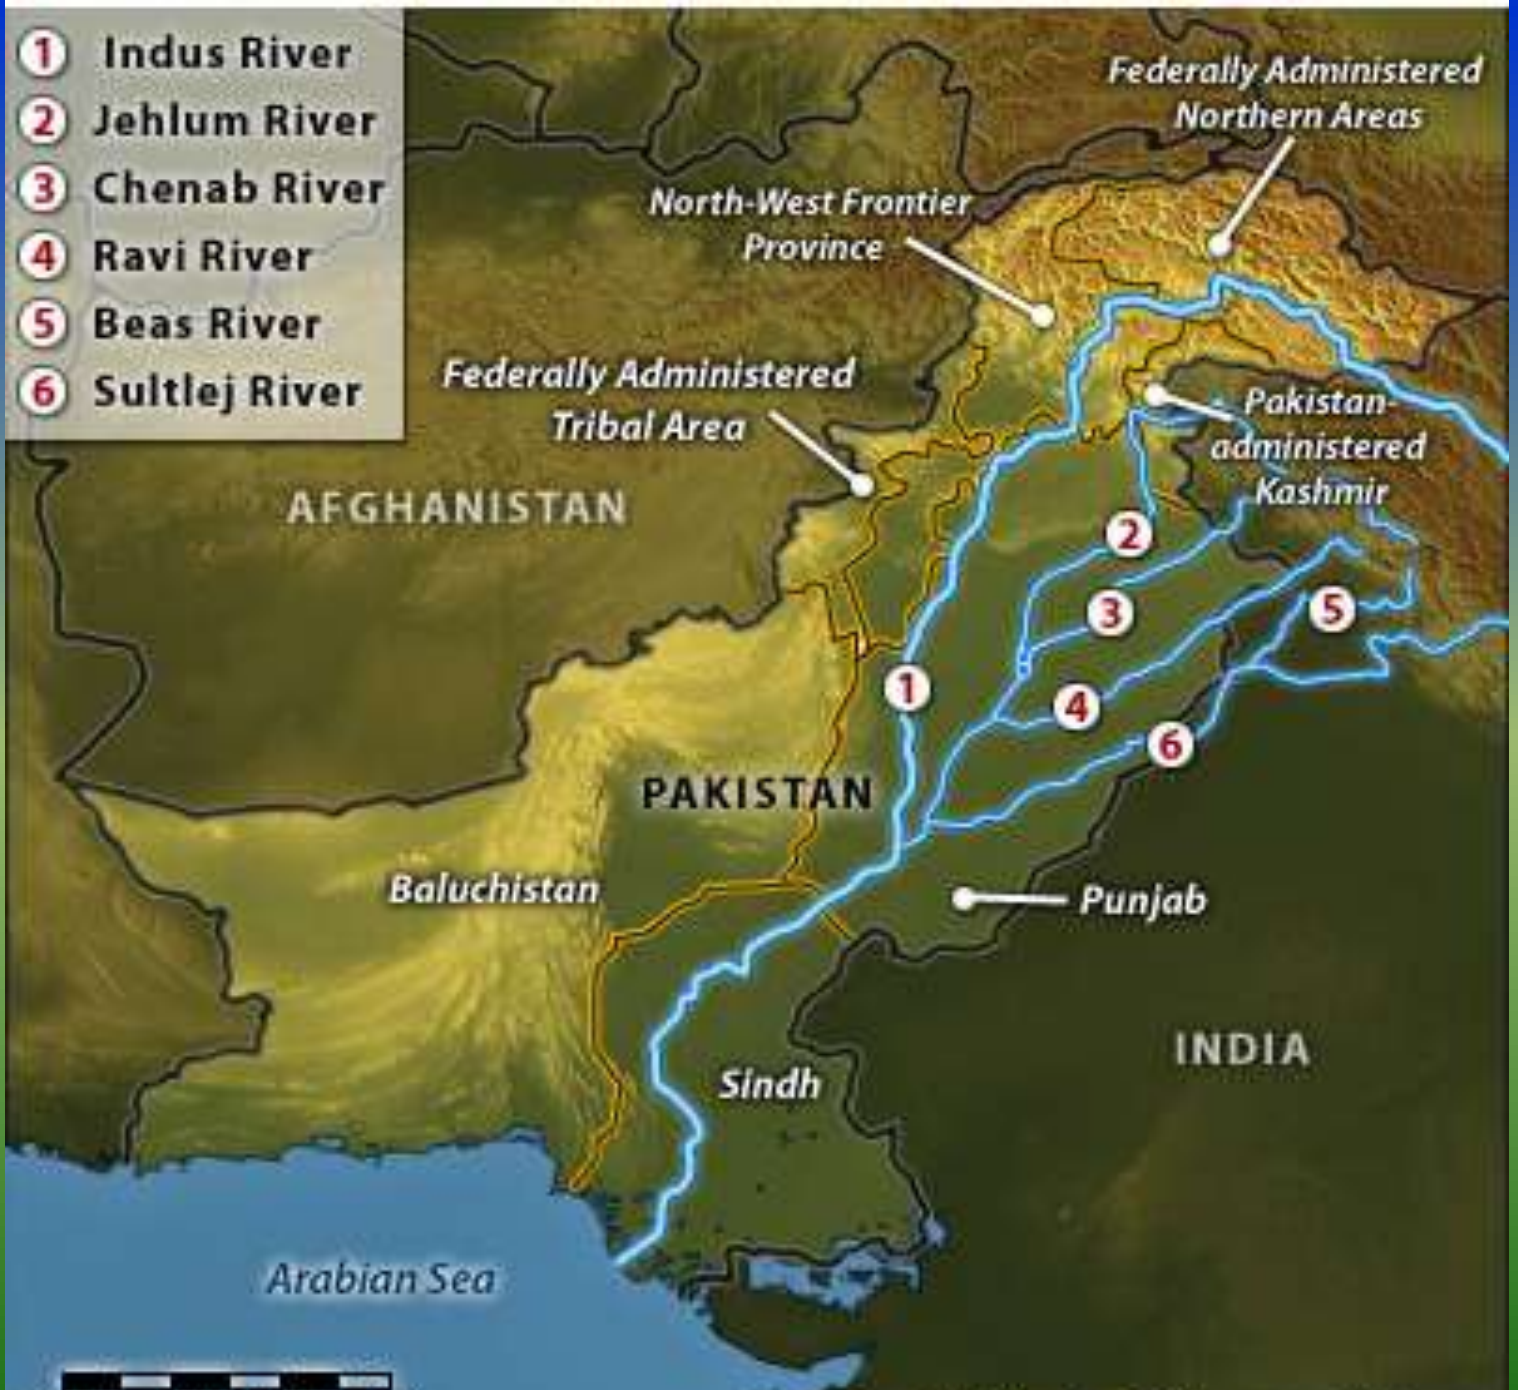 1 Indus River
2 Jehlum River
3 Chenab River
4 Ravi River
5 Beas River
6 Sultlej River
Federally Administered
Northern Areas
North-West Frontier
Province
Federally Administered
Tribal Area
Pakistan-
administered
Kashmir
AFGHANISTAN
2
3
5
1
4
6
PAKISTAN
Baluchistan
Punjab
INDIA
Sindh
Arabian Sea